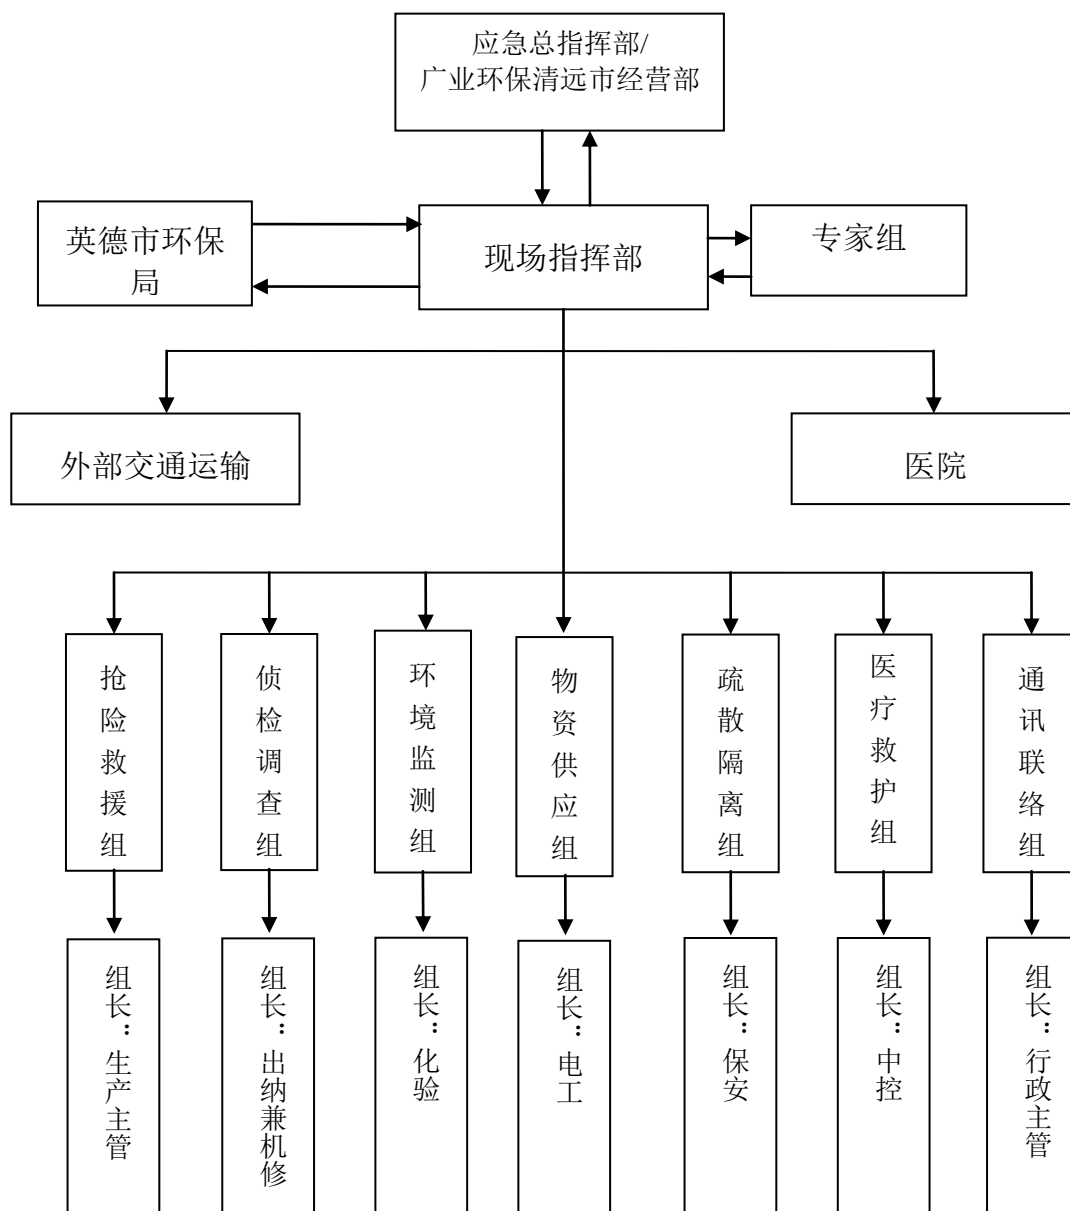 应急总指挥部/
广业环保清远市经营部
英德市环保
局
现场指挥部
专家组
外部交通运输
医院
抢险救援组
侦检调查组
环境监测组
物资供应组
疏散隔离组
医疗救护组
通讯联络组
组长：生产主管
组长：出纳兼机修
组长：化验
组长：电工
组长：保安
组长：中控
组长：行政主管